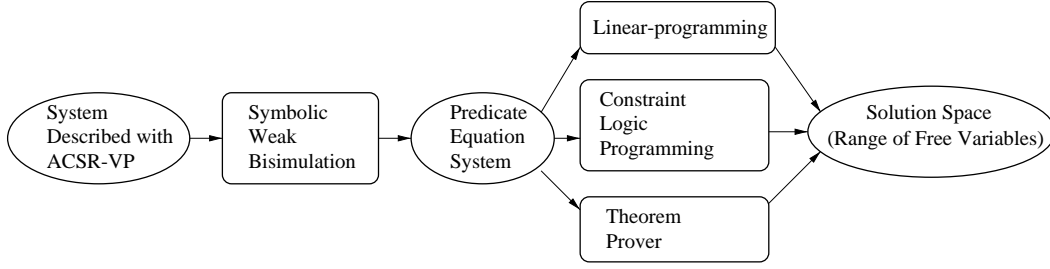 System
Described with
ACSR-VP
Symbolic
Weak
Bisimulation
Predicate
Equation
System
Linear-programming
Constraint
Logic
Programming
Theorem
Prover
Solution Space
(Range of Free Variables)